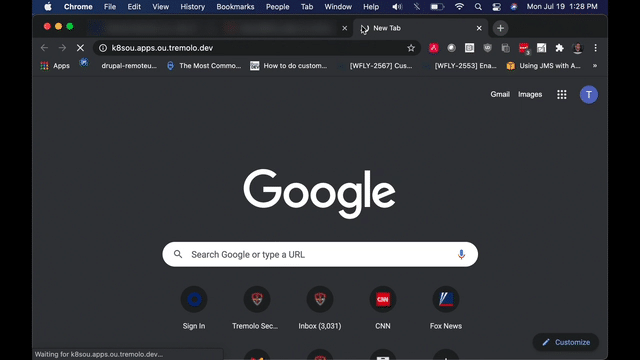 Chrome File Edit View History Bookmarks People Tab Window Help Mon Jul 19 1:28 PM
New Tab
k8sou.apps.ou.tremolo.dev
Apps drupal-remoteu... The Most Commo... How to do custom... [WFLY-2567] Cus... [WFLY-2553] Ena... Using JMS with A... »
Gmail Images T
Google
Search Google or type a URL
CNN
Sign In Tremolo Sec... Inbox (3,031) CNN Fox News
Customize
Waiting for k8sou.apps.ou.tremolo.dev...